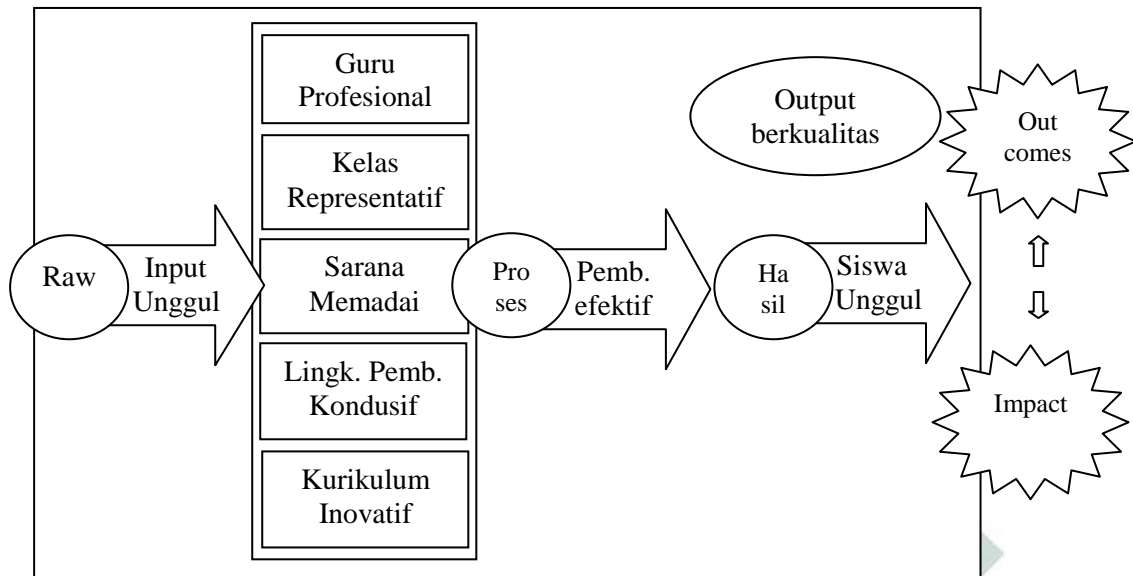 Raw
Input
Unggul
Guru
Profesional
Kelas
Representatif
Sarana
Memadai
Lingk. Pemb.
Kondusif
Kurikulum
Inovatif
Pro
ses
Pemb.
efektif
Ha
sil
Siswa
Unggul
Output
berkualitas
Out
comes
Impact